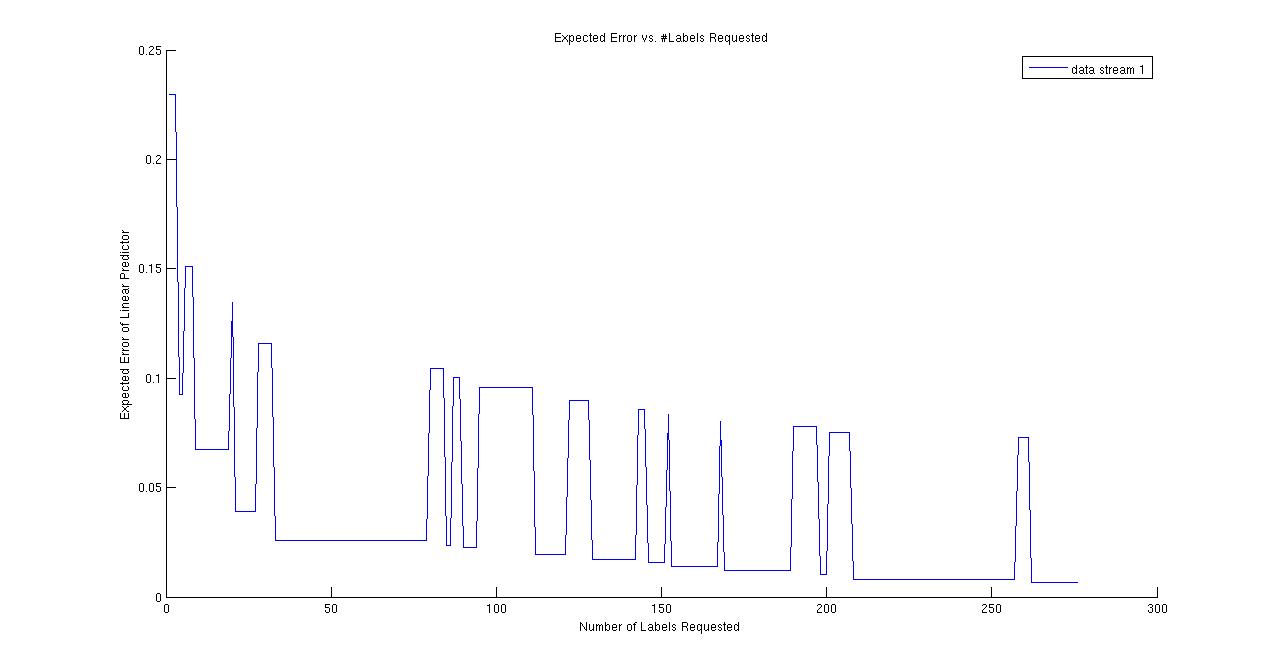 Expected Error vs. #Labels Requested
data stream 1
Expected Error of Linear Predictor
0.25
0.2
0.15
0.1
0.05
0
0 50 100 150 200 250 300
Number of Labels Requested